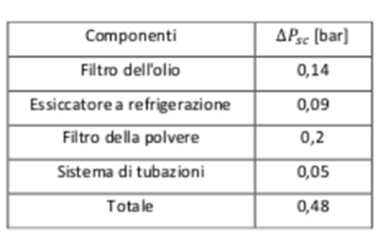 Componenti ΔP_sc [bar]
Filtro dell'olio 0,14
Essiccatore a refrigerazione 0,09
Filtro della polvere 0,2
Sistema di tubazioni 0,05
Totale 0,48